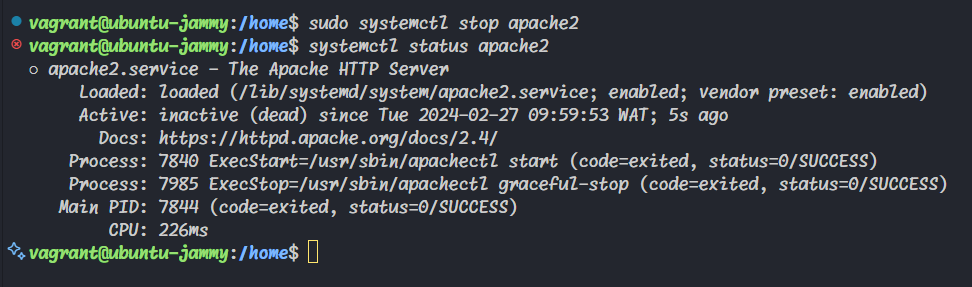 vagrant@ubuntu-jammy:/home$ sudo systemctl stop apache2
vagrant@ubuntu-jammy:/home$ systemctl status apache2
○ apache2.service - The Apache HTTP Server
Loaded: loaded (/lib/systemd/system/apache2.service; enabled; vendor preset: enabled)
Active: inactive (dead) since Tue 2024-02-27 09:59:53 WAT; 5s ago
Docs: https://httpd.apache.org/docs/2.4/
Process: 7840 ExecStart=/usr/sbin/apachectl start (code=exited, status=0/SUCCESS)
Process: 7985 ExecStop=/usr/sbin/apachectl graceful-stop (code=exited, status=0/SUCCESS)
Main PID: 7844 (code=exited, status=0/SUCCESS)
CPU: 226ms
vagrant@ubuntu-jammy:/home$